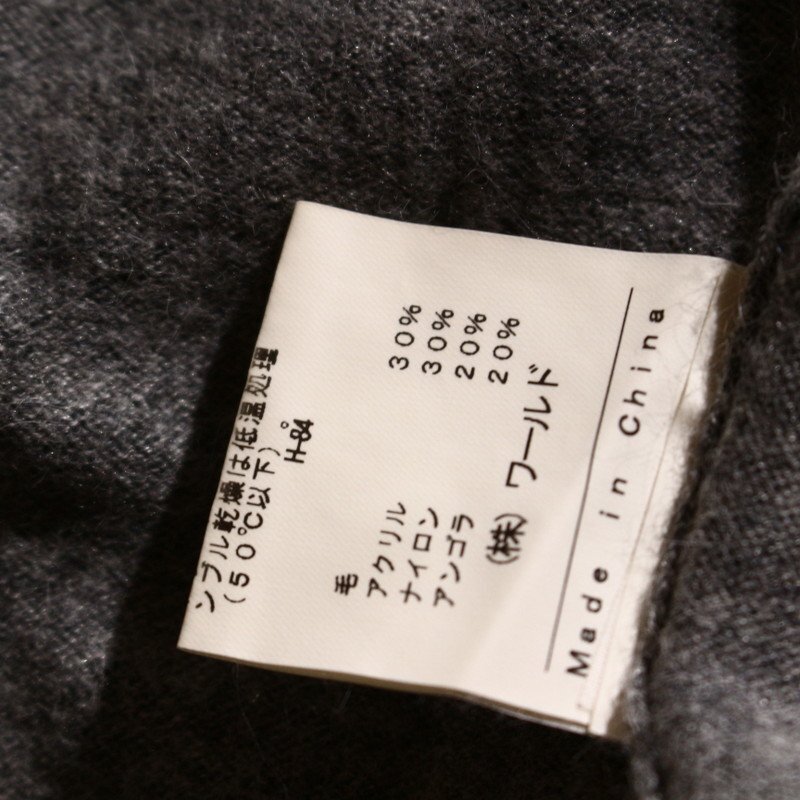 ンブル乾燥は低温処理
(50℃以下)
H-84
毛 30%
アクリル 30%
ナイロン 20%
アンゴラ 20%
(株) ワールド
Made in China